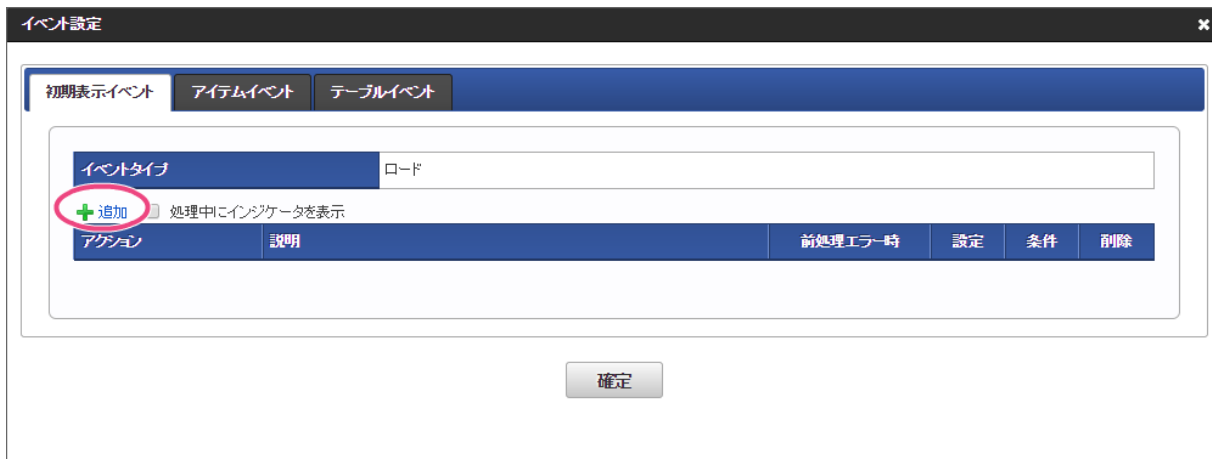 イベント設定
初期表示イベント アイテムイベント テーブルイベント
イベントタイプ ロード
追加 処理中にインジケータを表示
アクション 説明 前処理エラー時 設定 条件 削除
確定